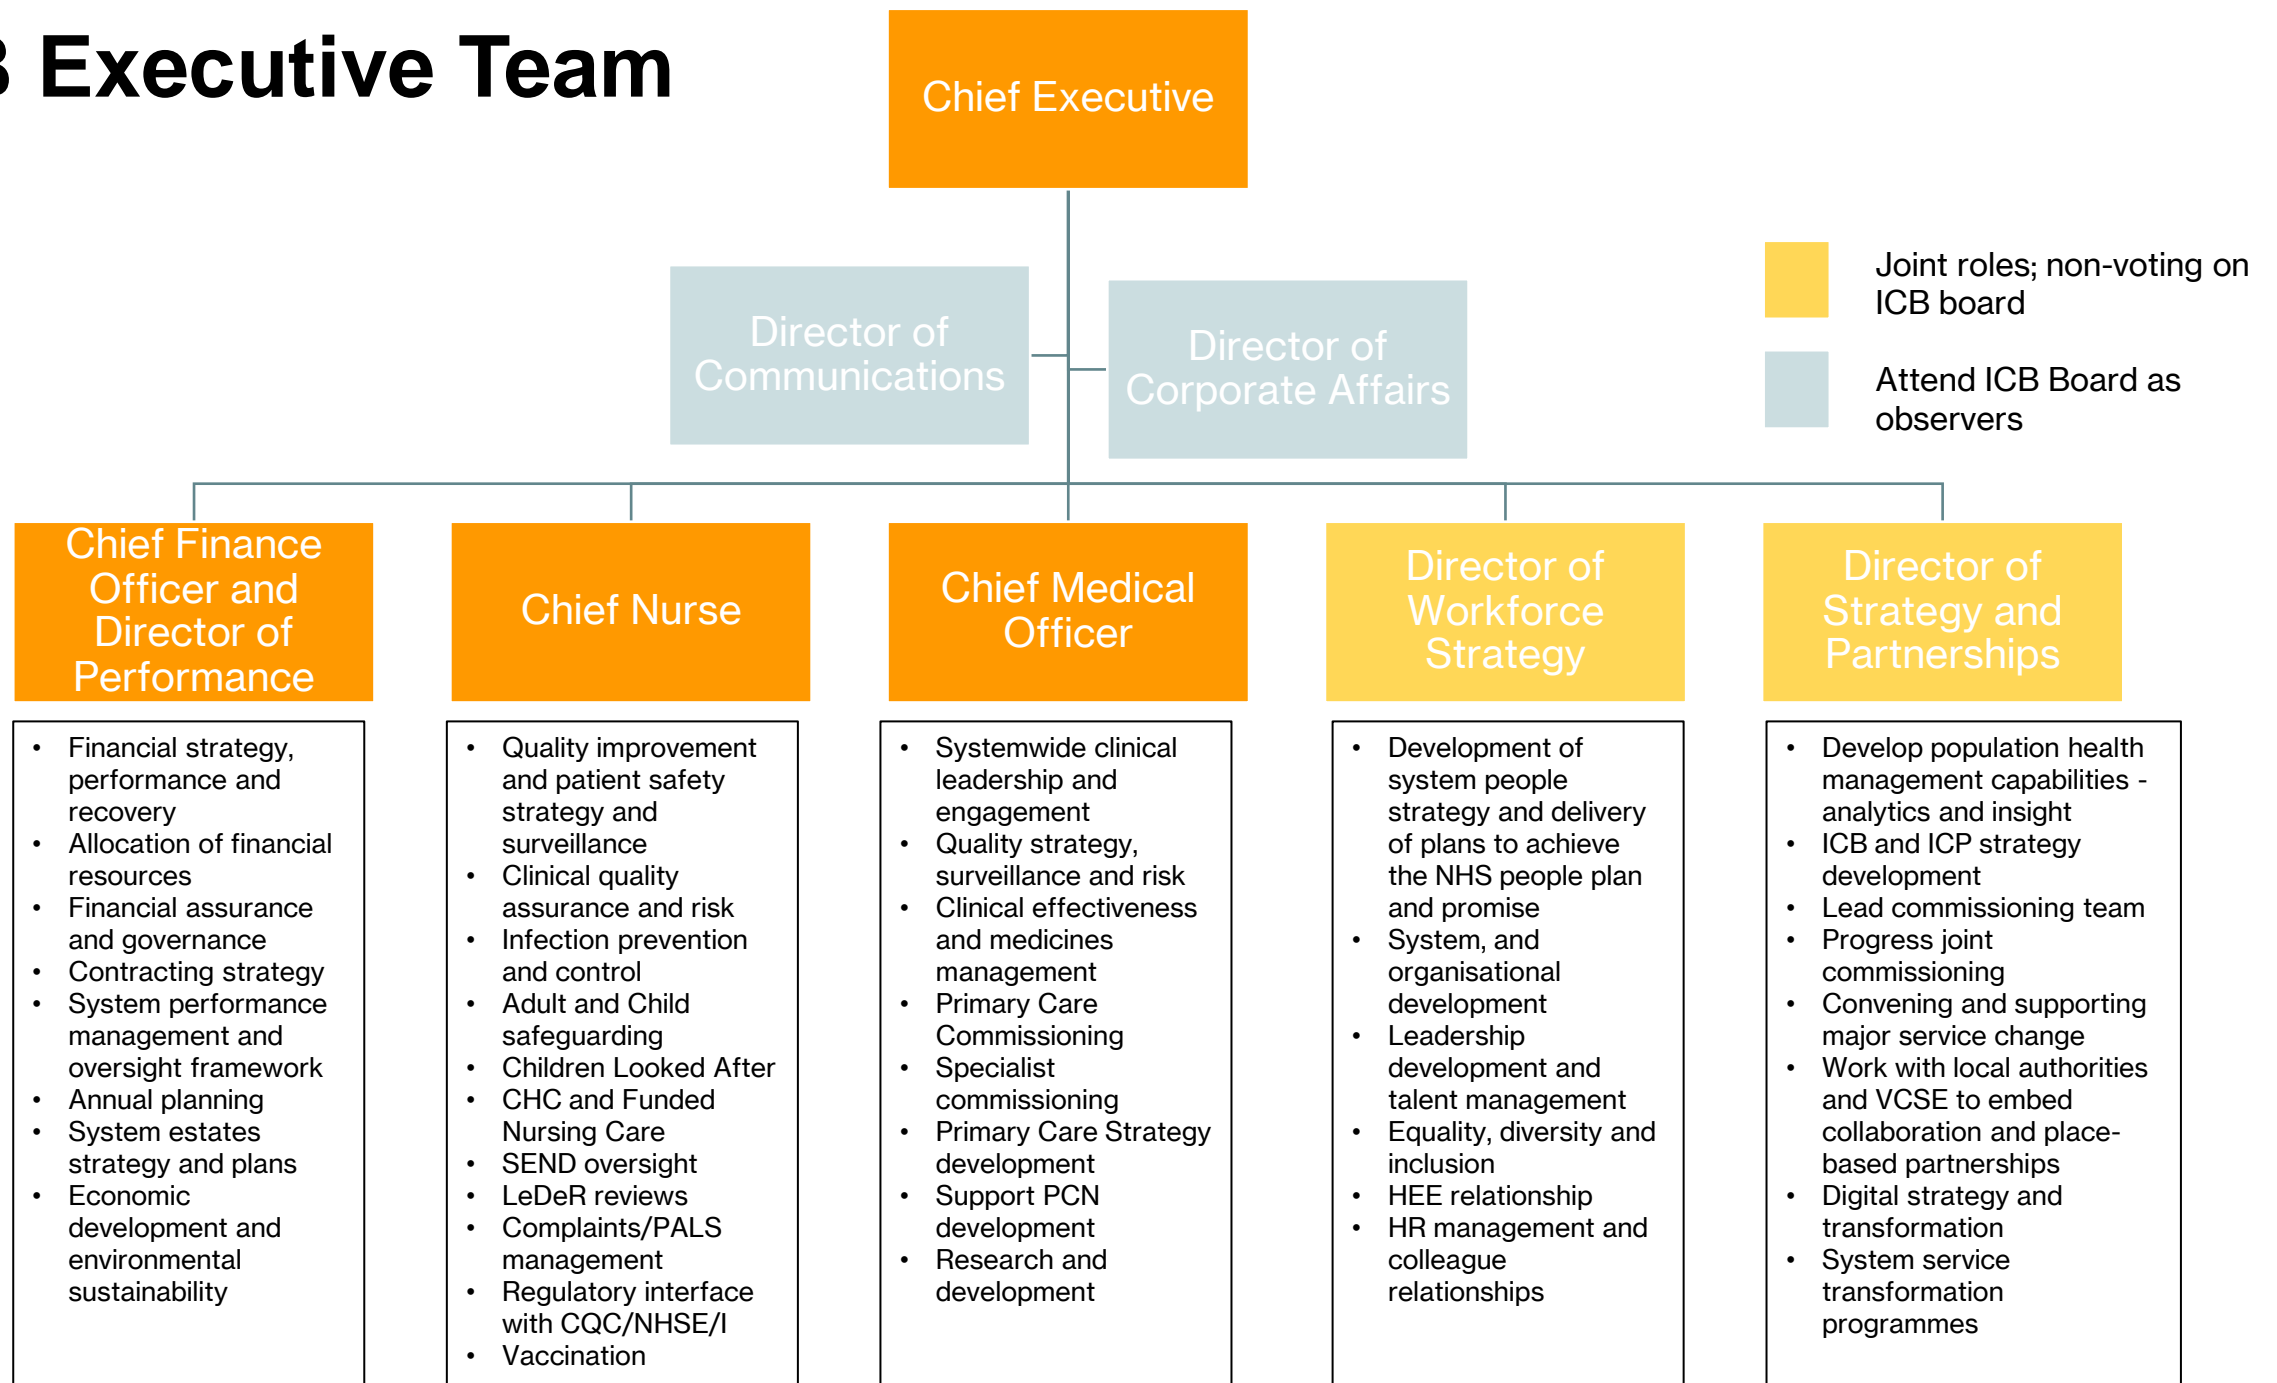 Executive Team
Chief Executive
Director of
Communications
Director of
Corporate Affairs
Joint roles; non-voting on
ICB board
Attend ICB Board as
observers
Chief Finance
Officer and
Director of
Performance
Chief Nurse
Chief Medical
Officer
Director of
Workforce
Strategy
Director of
Strategy and
Partnerships
• Financial strategy,
performance and
recovery
• Allocation of financial
resources
• Financial assurance
and governance
• Contracting strategy
• System performance
management and
oversight framework
• Annual planning
• System estates
strategy and plans
• Economic
development and
environmental
sustainability
• Quality improvement
and patient safety
strategy and
surveillance
• Clinical quality
assurance and risk
• Infection prevention
and control
• Adult and Child
safeguarding
• Children Looked After
• CHC and Funded
Nursing Care
• SEND oversight
• LeDeR reviews
• Complaints/PALS
management
• Regulatory interface
with CQC/NHSE/I
• Vaccination
• Systemwide clinical
leadership and
engagement
• Quality strategy,
surveillance and risk
• Clinical effectiveness
and medicines
management
• Primary Care
Commissioning
• Specialist
commissioning
• Primary Care Strategy
development
• Support PCN
development
• Research and
development
• Development of
system people
strategy and delivery
of plans to achieve
the NHS people plan
and promise
• System, and
organisational
development
• Leadership
development and
talent management
• Equality, diversity and
inclusion
• HEE relationship
• HR management and
colleague
relationships
• Develop population health
management capabilities -
analytics and insight
• ICB and ICP strategy
development
• Lead commissioning team
• Progress joint
commissioning
• Convening and supporting
major service change
• Work with local authorities
and VCSE to embed
collaboration and place-
based partnerships
• Digital strategy and
transformation
• System service
transformation
programmes